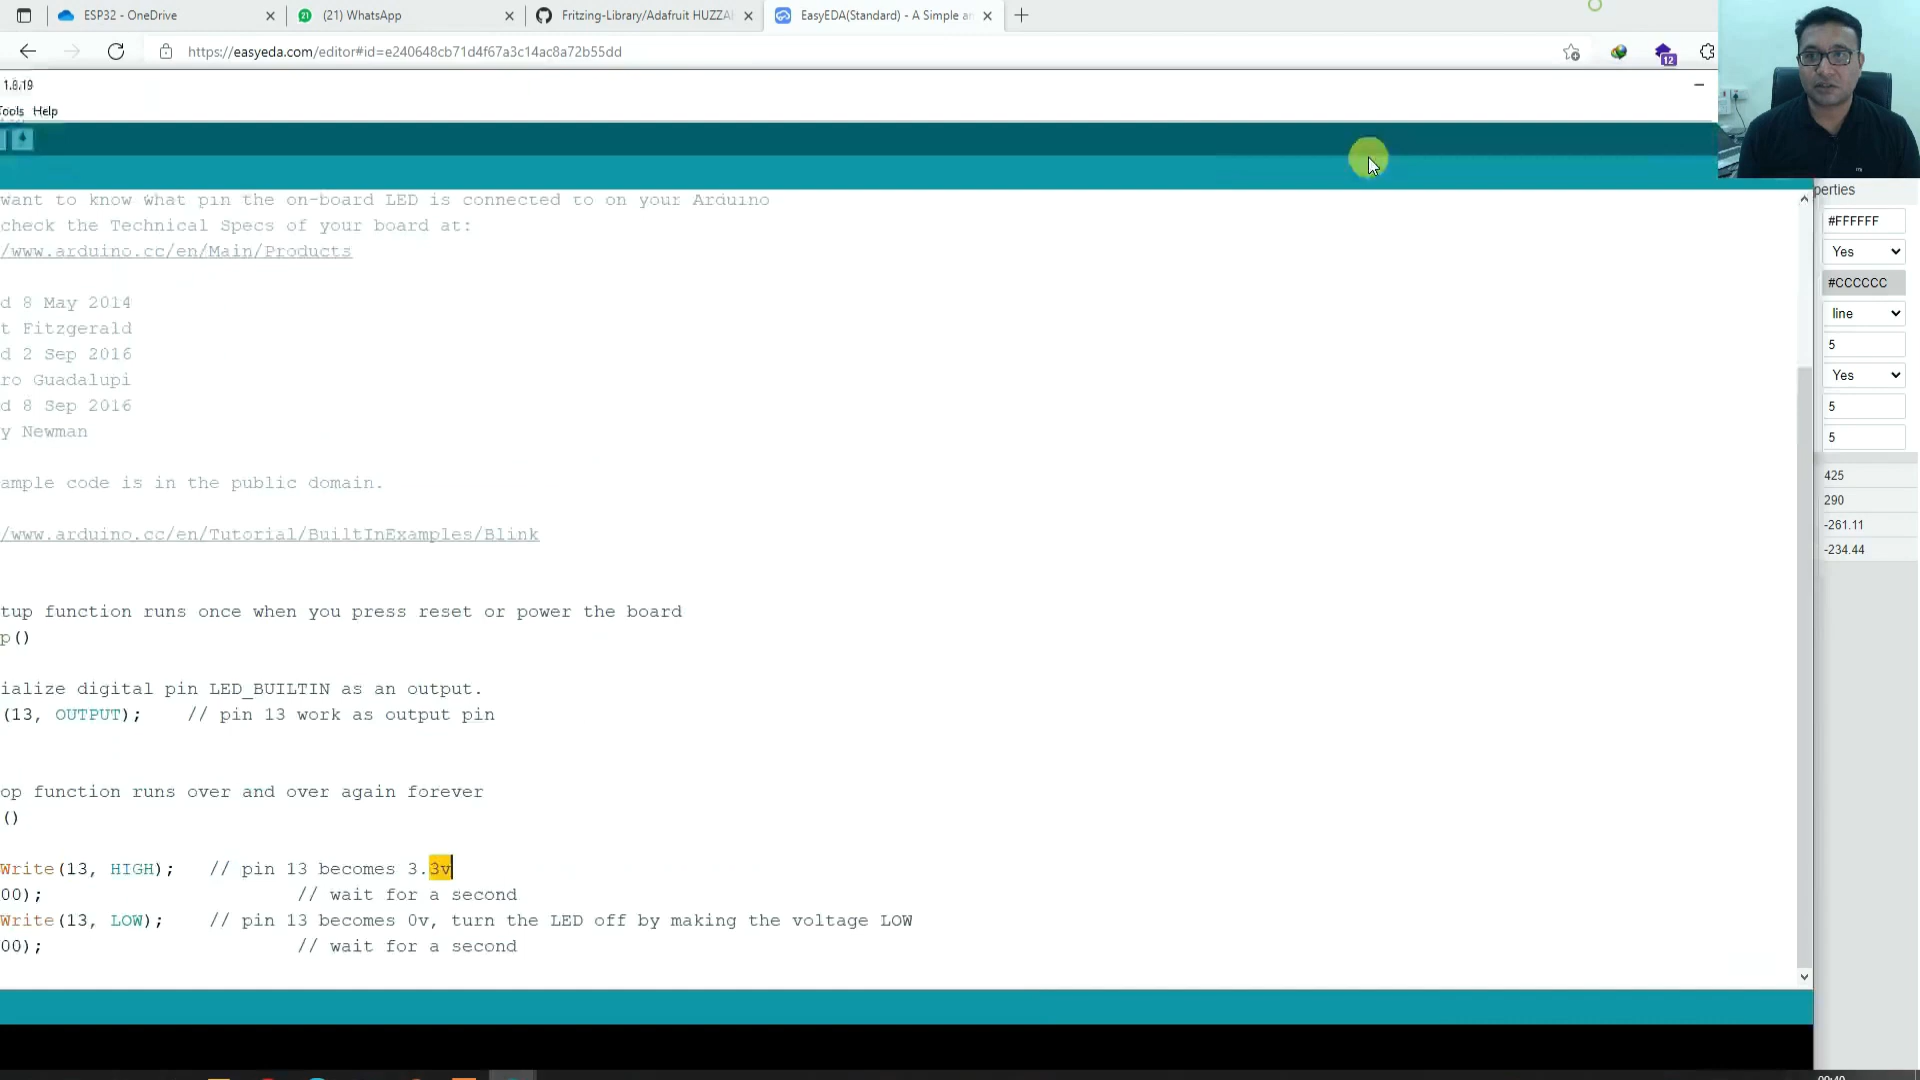 ESP32 - OneDrive
(21) WhatsApp
Fritzing-Library/Adafruit HUZZA
EasyEDA(Standard) - A Simple an
https://easyeda.com/editor#id=e240648cb71d4f67a3c14ac8a72b55dd
12
1.8.19
Tools Help
want to know what pin the on-board LED is connected to on your Arduino
check the Technical Specs of your board at:
/www.arduino.cc/en/Main/Products
d 8 May 2014
t Fitzgerald
d 2 Sep 2016
ro Guadalupi
d 8 Sep 2016
y Newman
ample code is in the public domain.
/www.arduino.cc/en/Tutorial/BuiltInExamples/Blink
tup function runs once when you press reset or power the board
p()
ialize digital pin LED_BUILTIN as an output.
(13, OUTPUT); // pin 13 work as output pin
op function runs over and over again forever
()
Write(13, HIGH); // pin 13 becomes 3.3v
00); // wait for a second
Write(13, LOW); // pin 13 becomes 0v, turn the LED off by making the voltage LOW
00); // wait for a second
perties
#FFFFFF
Yes
#CCCCCC
line
5
Yes
5
5
425
290
-261.11
-234.44